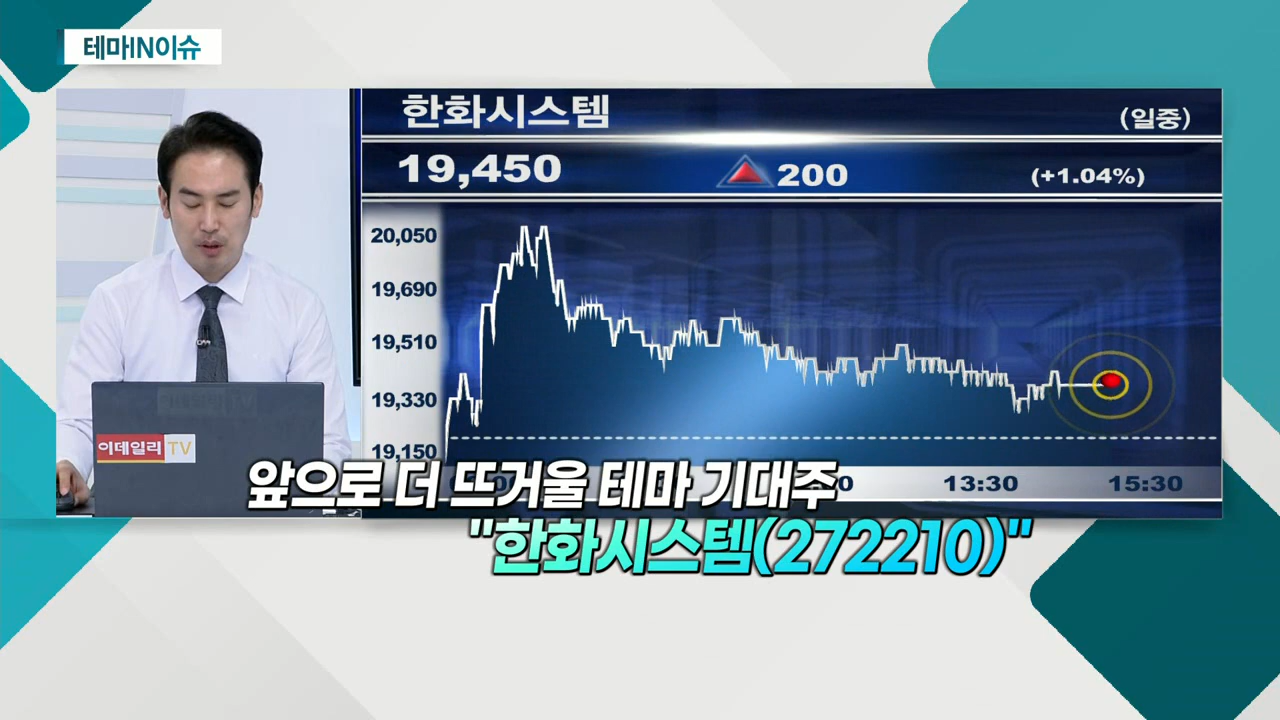 테마IN이슈
한화시스템
(일중)
19,450 ▲200 (+1.04%)
20,050
19,690
19,510
19,330
19,150
13:30 15:30
이데일리TV
앞으로 더 뜨거울 테마 기대주
"한화시스템(272210)"